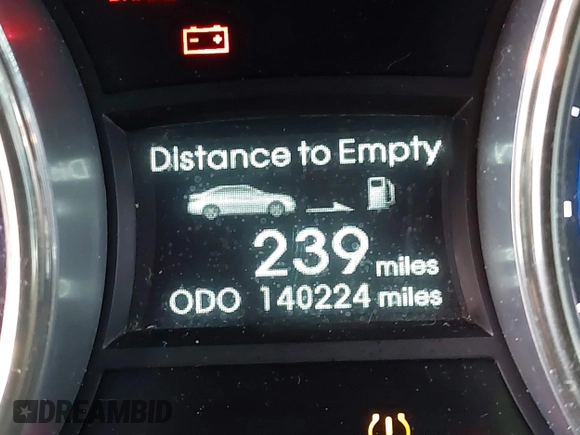 Distance to Empty
239 miles
ODO 140224 miles
DREAMBID